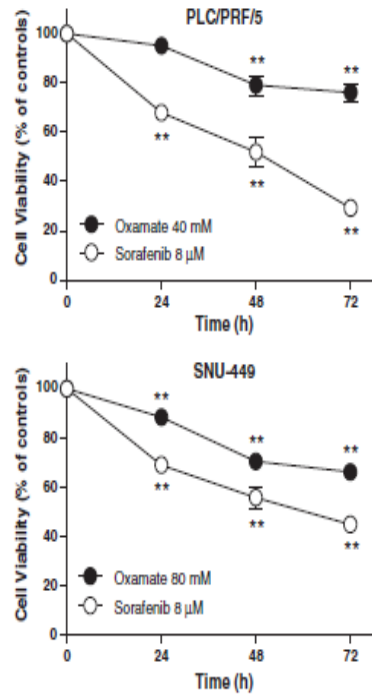 PLC/PRF/5
Cell Viability (% of controls)
100
80
60
40
20
0
** **
** ** **
Oxamate 40 mM
Sorafenib 8 µM
0 24 48 72
Time (h)
SNU-449
Cell Viability (% of controls)
100
80
60
40
20
0
** ** **
** ** **
Oxamate 80 mM
Sorafenib 8 µM
0 24 48 72
Time (h)